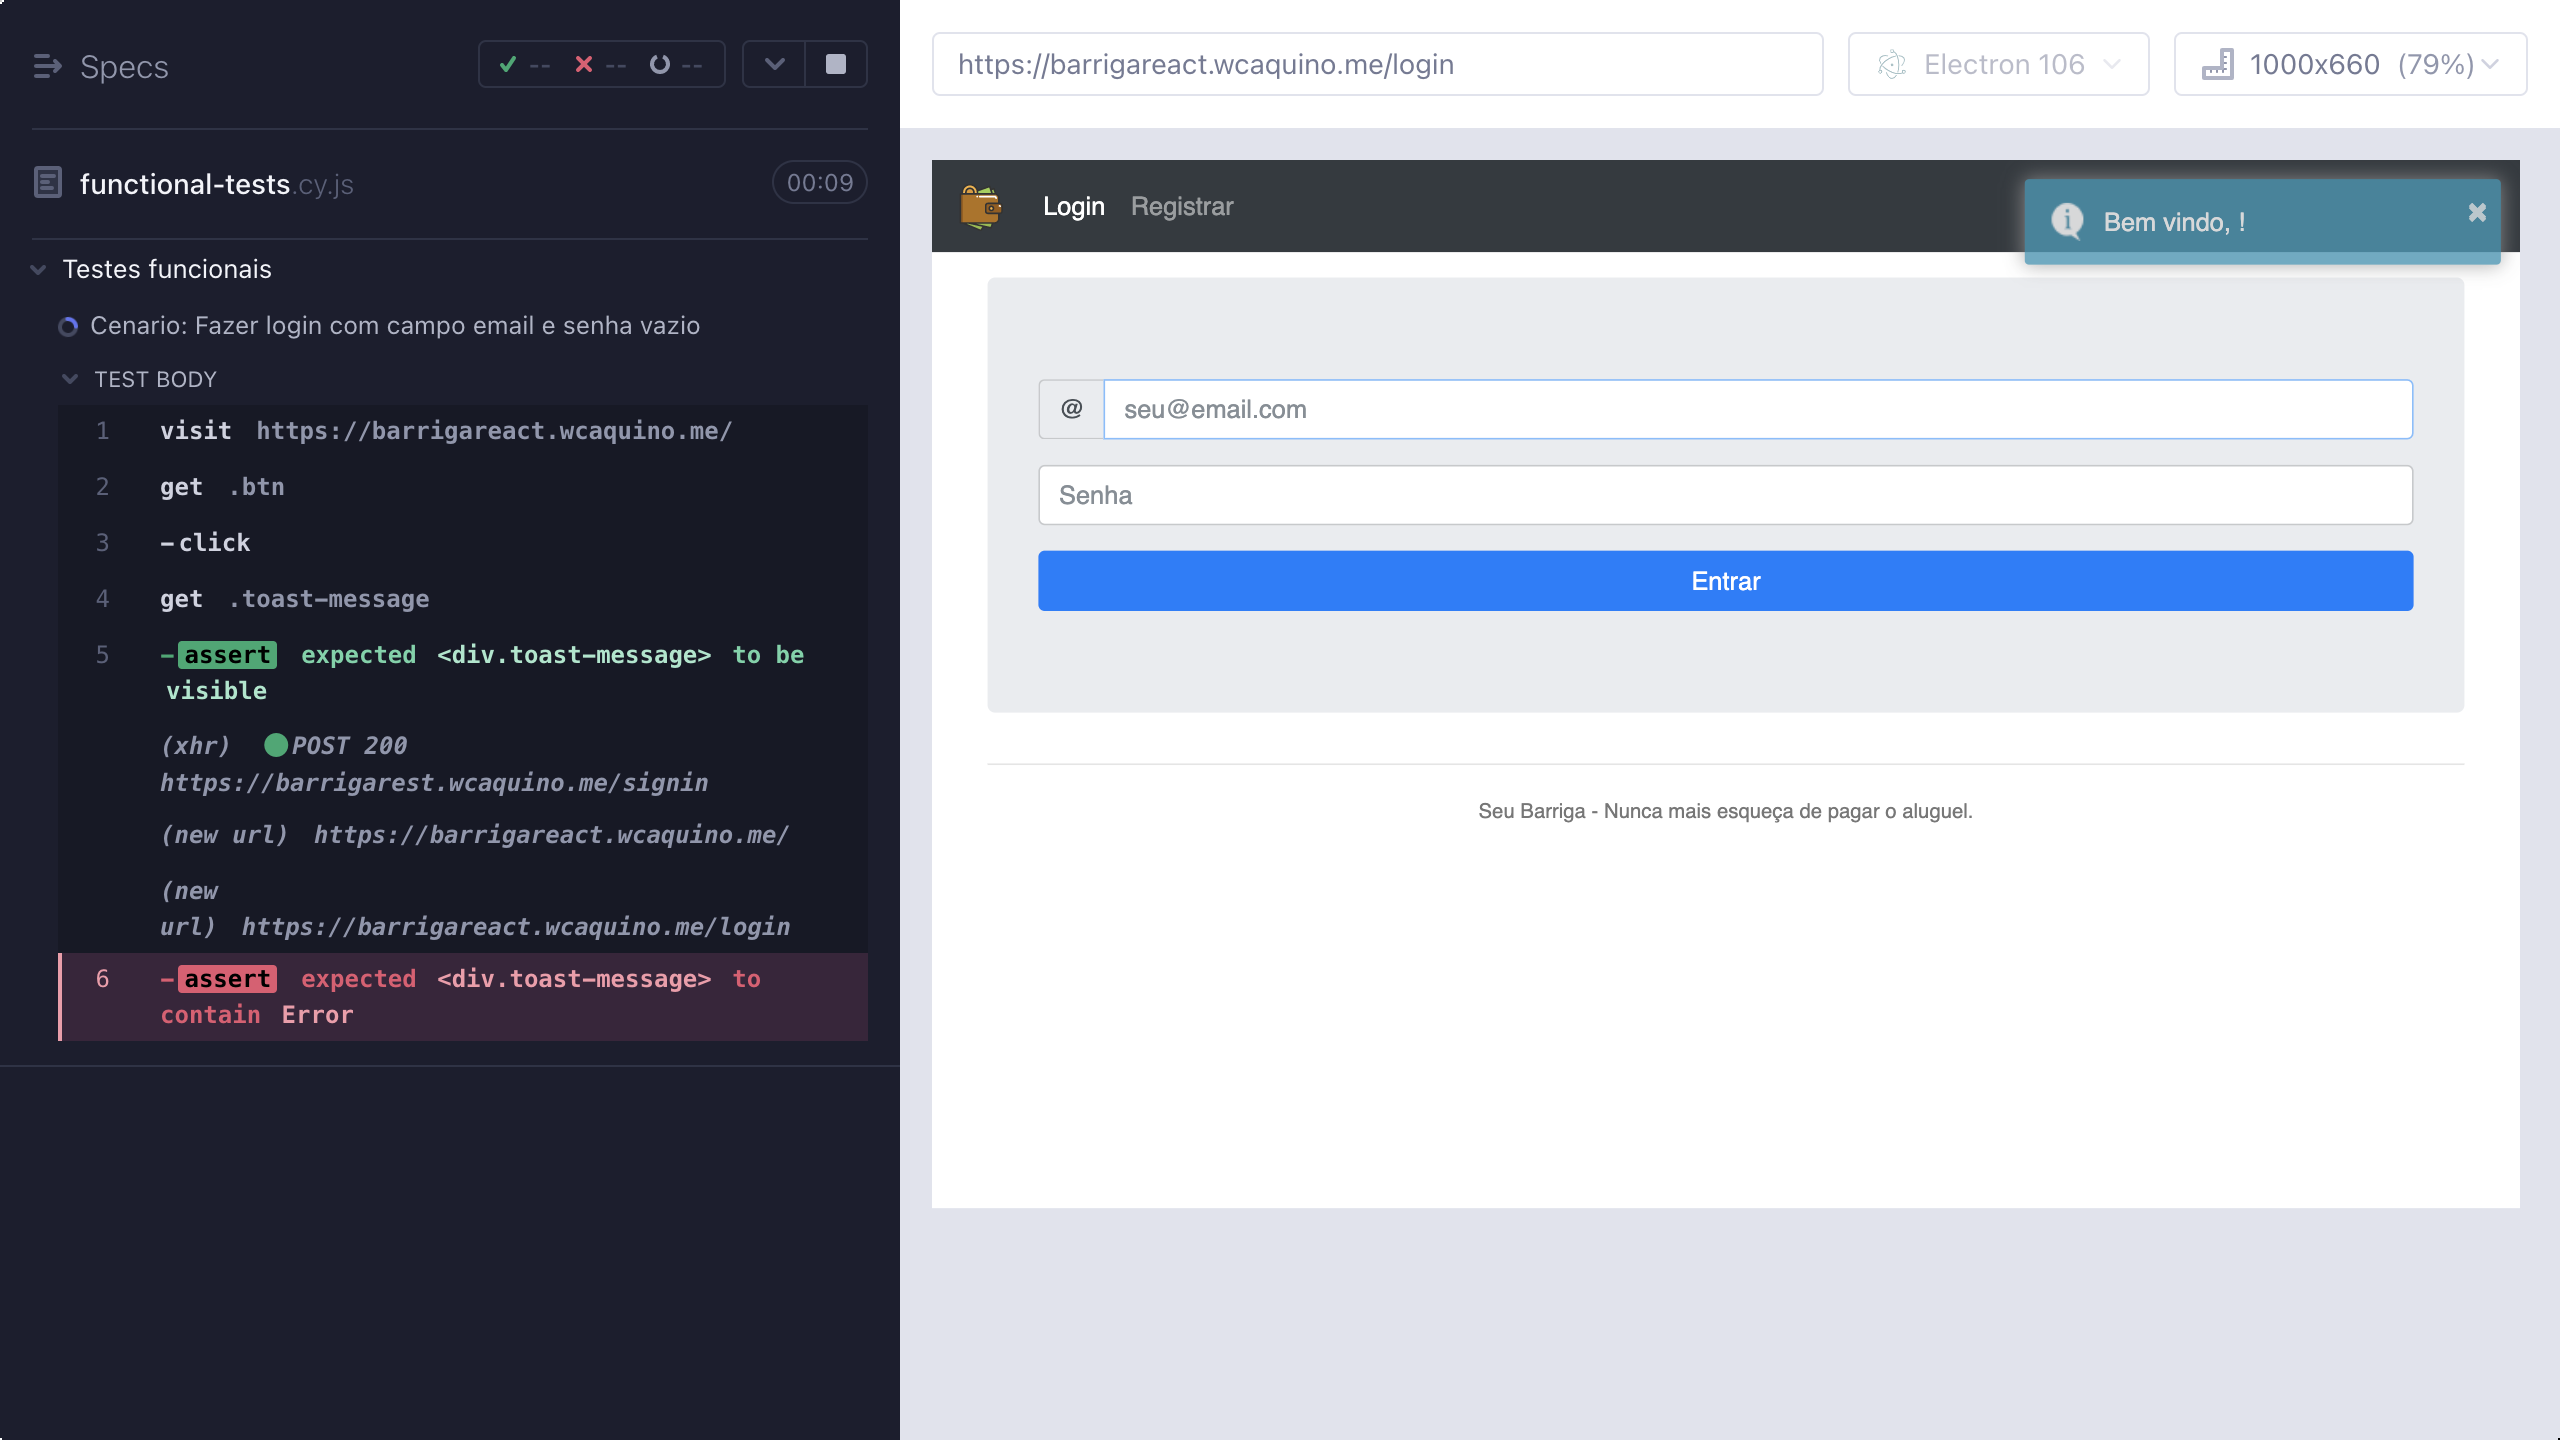 Specs
-- -- --
functional-tests.cy.js
00:09
Testes funcionais
Cenario: Fazer login com campo email e senha vazio
TEST BODY
1 visit https://barrigareact.wcaquino.me/
2 get .btn
3 -click
4 get .toast-message
5 -assert expected <div.toast-message> to be
visible
(xhr) POST 200
https://barrigarest.wcaquino.me/signin
(new url) https://barrigareact.wcaquino.me/
(new
url) https://barrigareact.wcaquino.me/login
6 -assert expected <div.toast-message> to
contain Error
https://barrigareact.wcaquino.me/login
Electron 106
1000x660 (79%)
Login Registrar
Bem vindo, !
@ seu@email.com
Senha
Entrar
Seu Barriga - Nunca mais esqueça de pagar o aluguel.